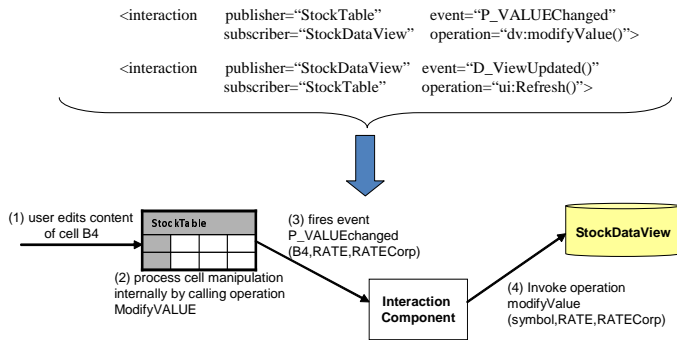 <interaction publisher=“StockTable” event=“P_VALUEChanged”
subscriber=“StockDataView” operation=“dv:modifyValue()”>
<interaction publisher=“StockDataView” event=“D_ViewUpdated()”
subscriber=“StockTable” operation=“ui:Refresh()”>
(1) user edits content
of cell B4
StockTable
(2) process cell manipulation
internally by calling operation
ModifyVALUE
(3) fires event
P_VALUEchanged
(B4,RATE,RATECorp)
Interaction
Component
StockDataView
(4) Invoke operation
modifyValue
(symbol,RATE,RATECorp)